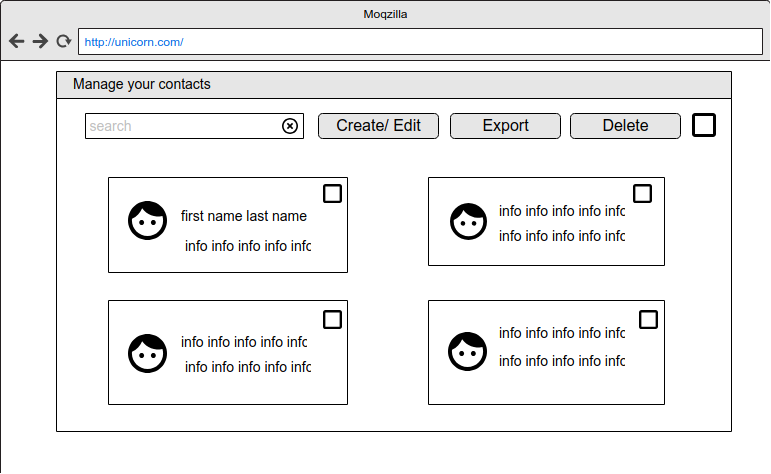 Moqzilla
http://unicorn.com/
Manage your contacts
search
Create/ Edit
Export
Delete
first name last name
info info info info info
info info info info info
info info info info info
info info info info info
info info info info info
info info info info info
info info info info info